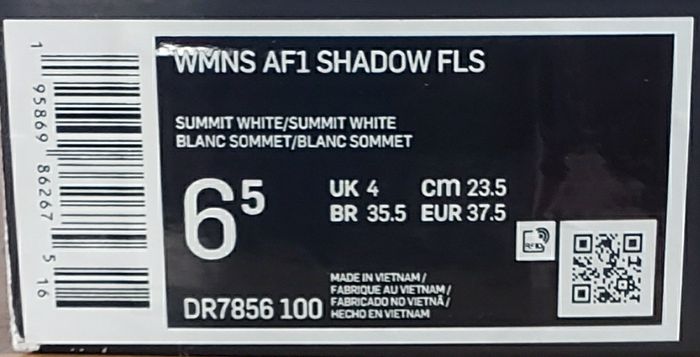 WMNS AF1 SHADOW FLS
SUMMIT WHITE/SUMMIT WHITE
BLANC SOMMET/BLANC SOMMET
6⁵
UK 4 cm 23.5
BR 35.5 EUR 37.5
RFID
DR7856 100
MADE IN VIETNAM /
FABRIQUE AU VIETNAM /
FABRICADO NO VIETNÃ /
HECHO EN VIETNAM
1 95869 86267 5 16